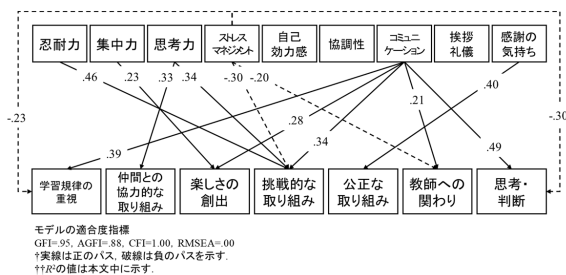 忍耐力 集中力 思考力 ストレス 自己 協調性 コミュニ 挨拶 感謝の
マネジメント 効力感 ケーション 礼儀 気持ち
.46 .23 .33 .34 -.30 -.20 .40
-.23 .28 .21 -.30
.39 .34 .49
学習規律の 仲間との 楽しさの 挑戦的な 公正な 教師への 思考・
重視 協力的な 創出 取り組み 取り組み 関わり 判断
取り組み
モデルの適合度指標
GFI=.95, AGFI=.88, CFI=1.00, RMSEA=.00
†実線は正のパス, 破線は負のパスを示す.
††R²の値は本文中に示す.